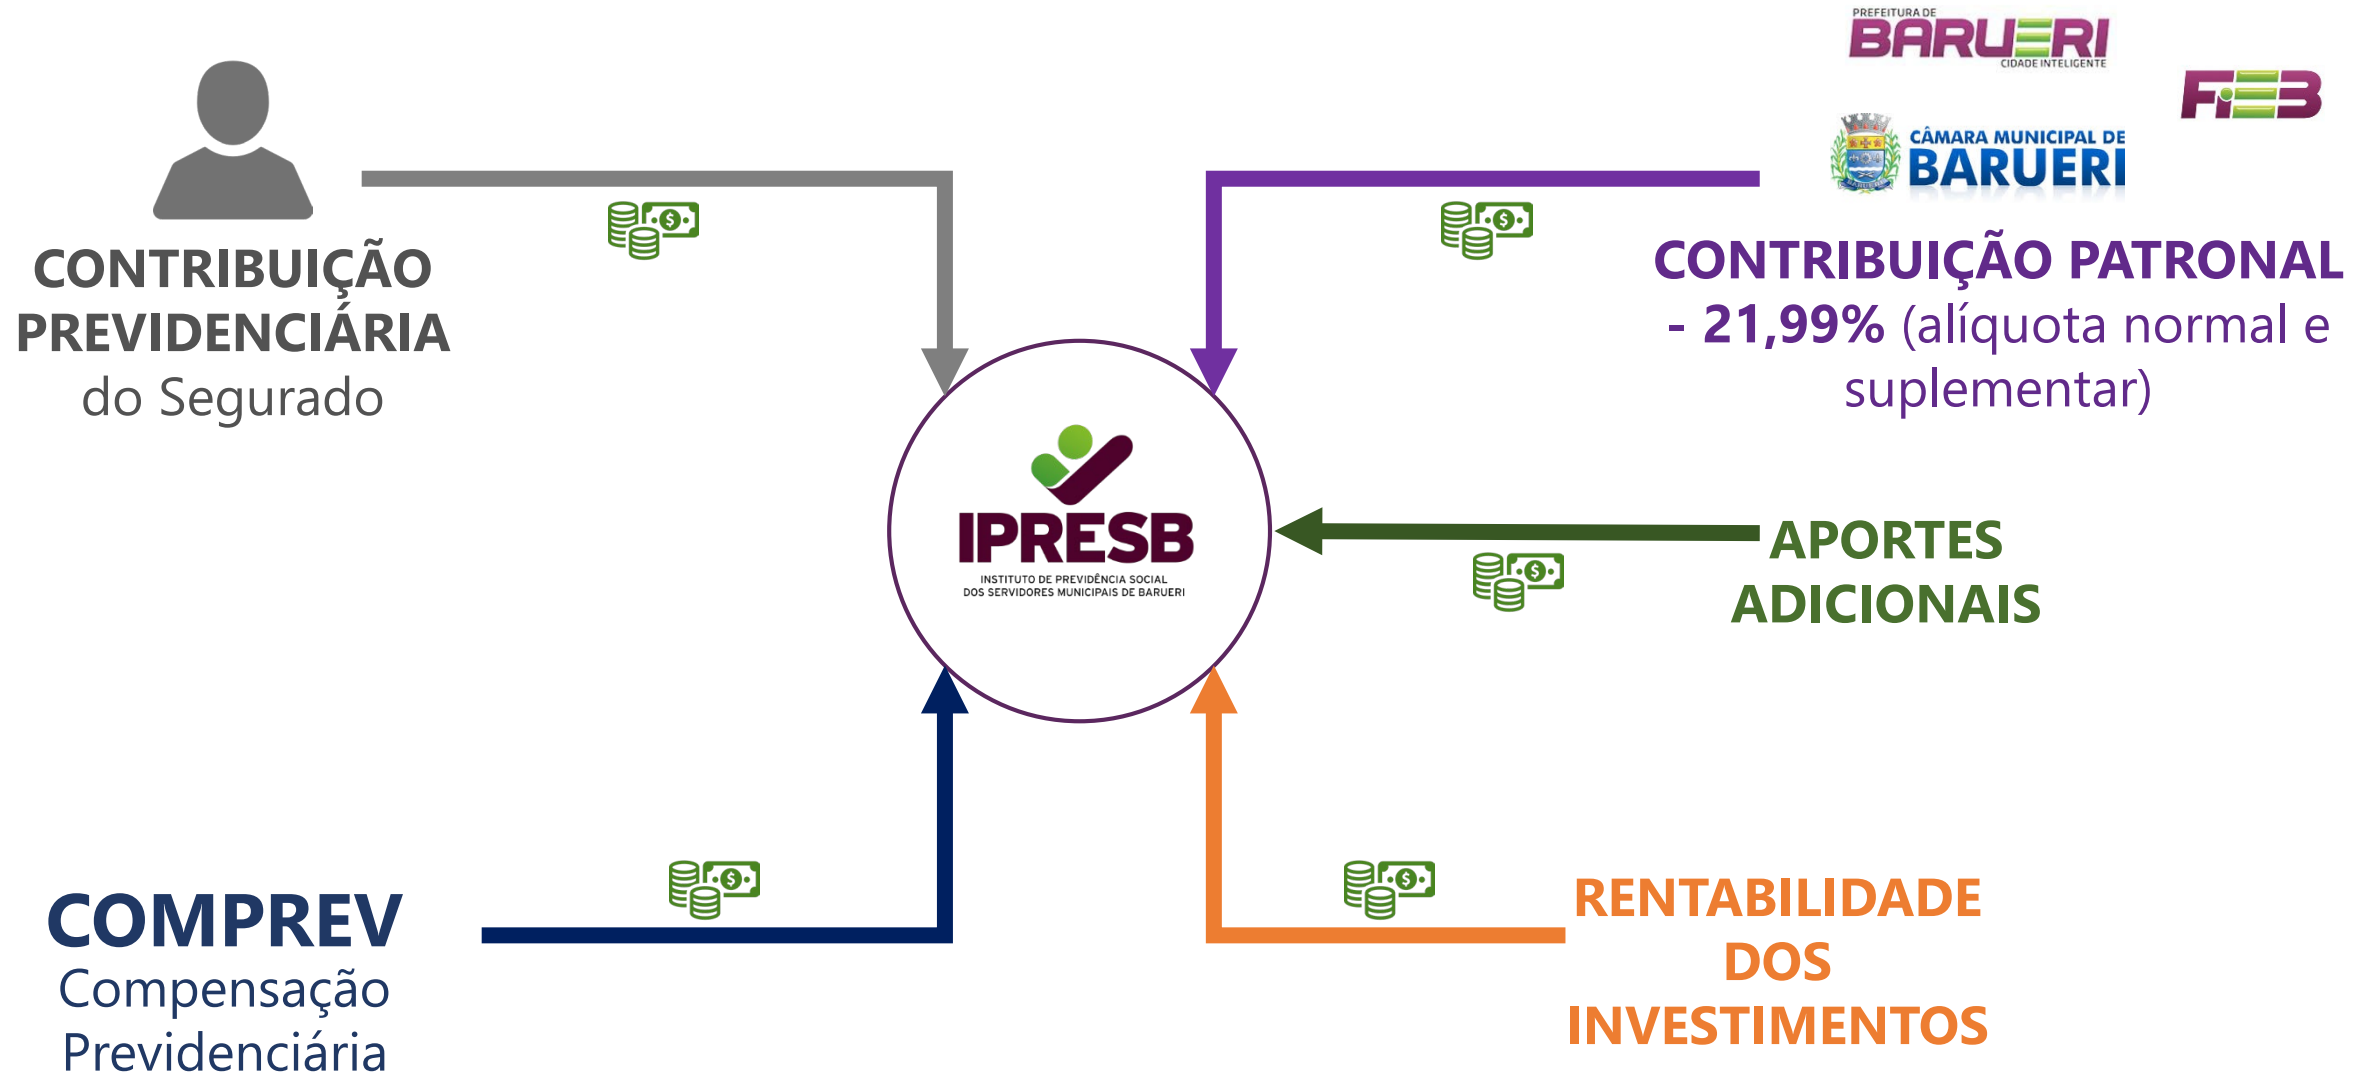 PREFEITURA DE
BARUERI
CIDADE INTELIGENTE
FiEB
CÂMARA MUNICIPAL DE
BARUERI
CONTRIBUIÇÃO
PREVIDENCIÁRIA
do Segurado
CONTRIBUIÇÃO PATRONAL
- 21,99% (alíquota normal e
suplementar)
IPRESB
INSTITUTO DE PREVIDÊNCIA SOCIAL
DOS SERVIDORES MUNICIPAIS DE BARUERI
APORTES
ADICIONAIS
COMPREV
Compensação
Previdenciária
RENTABILIDADE
DOS
INVESTIMENTOS